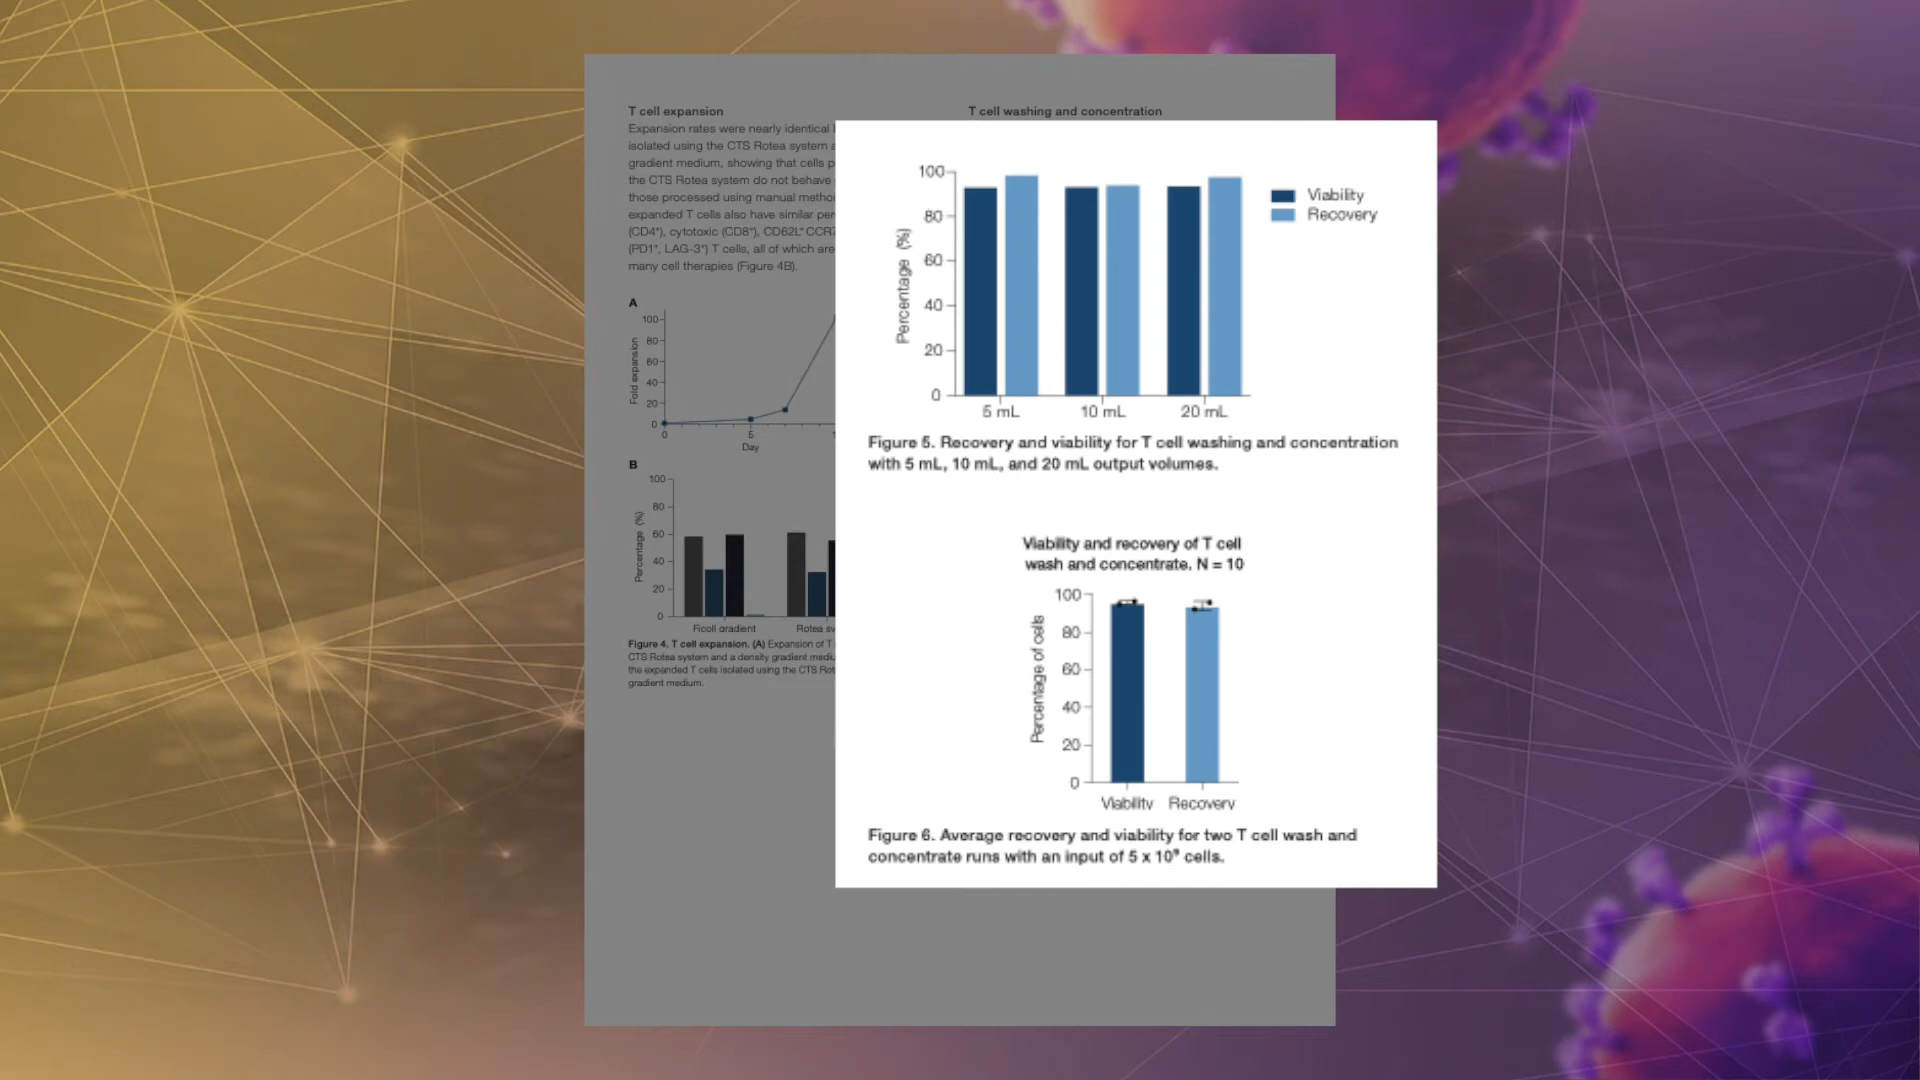 T cell expansion
Expansion rates were nearly identical
isolated using the CTS Rotea system a
gradient medium, showing that cells p
the CTS Rotea system do not behave
those processed using manual metho
expanded T cells also have similar per
(CD4⁺), cytotoxic (CD8⁺), CD62L⁺ CCR7
(PD1⁺, LAG-3⁺) T cells, all of which are
many cell therapies (Figure 4B).
A
100
80
60
40
20
0
Fold expansion
0
5
Day
B
100
80
60
40
20
0
Percentage (%)
Ficoll gradient
Rotea sy
Figure 4. T cell expansion. (A) Expansion of T
CTS Rotea system and a density gradient mediu
the expanded T cells isolated using the CTS Rot
gradient medium.
T cell washing and concentration
100
80
60
40
20
0
Percentage (%)
5 mL
10 mL
20 mL
Viability
Recovery
Figure 5. Recovery and viability for T cell washing and concentration
with 5 mL, 10 mL, and 20 mL output volumes.
Viability and recovery of T cell
wash and concentrate. N = 10
100
80
60
40
20
0
Percentage of cells
Viability
Recovery
Figure 6. Average recovery and viability for two T cell wash and
concentrate runs with an input of 5 x 10⁹ cells.